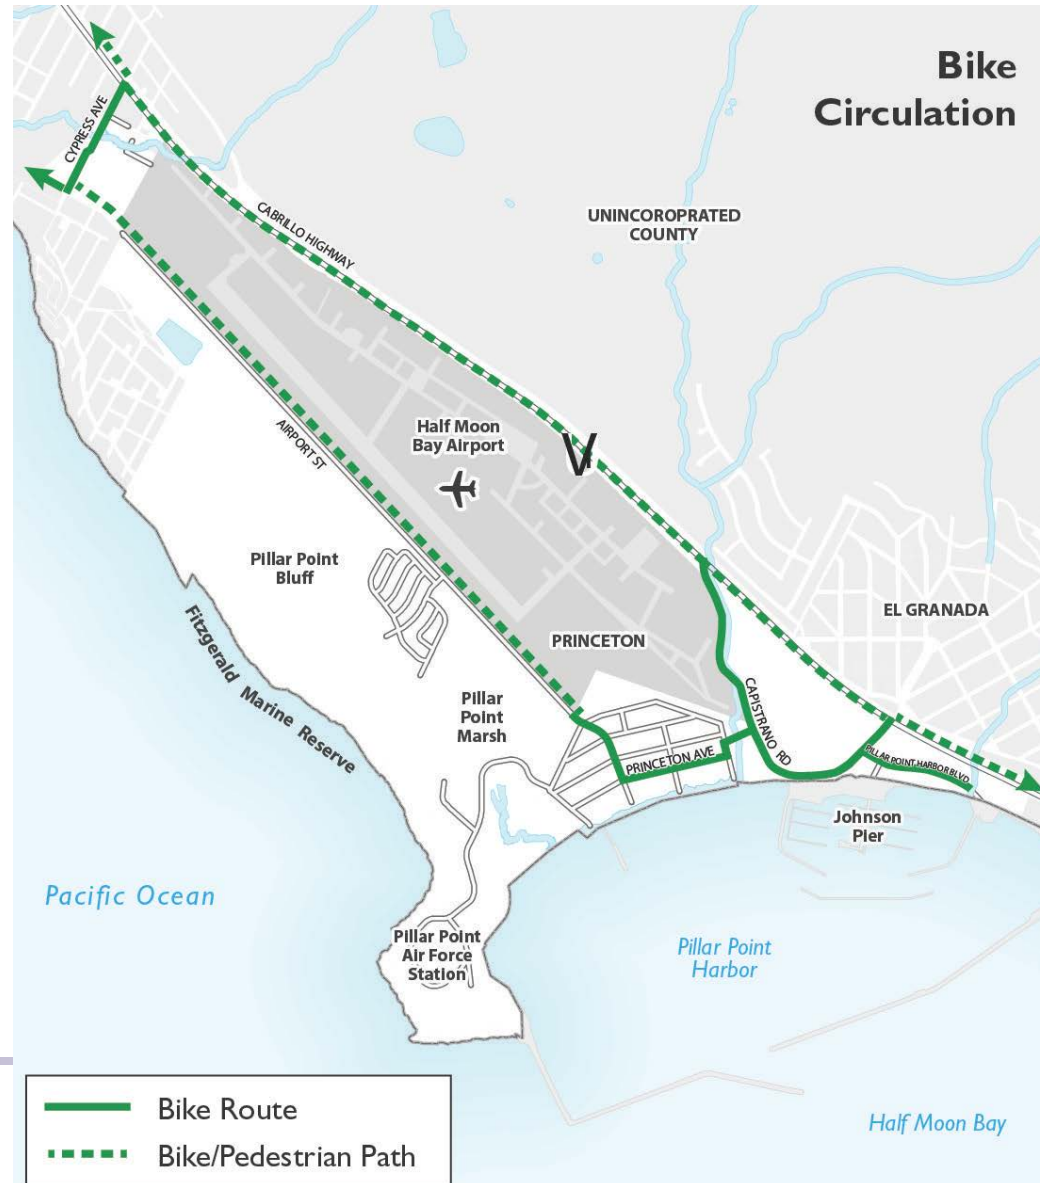 Bike
Circulation
CYPRESS AVE
CABRILLO HIGHWAY
UNINCOROPRATED
COUNTY
Half Moon
Bay Airport
AIRPORT ST
Pillar Point
Bluff
EL GRANADA
PRINCETON
Fitzgerald Marine Reserve
Pillar
Point
Marsh
CAPISTRANO RD
PRINCETON AVE
PILLAR POINT HARBOR BLVD
Johnson
Pier
Pacific Ocean
Pillar Point
Air Force
Station
Pillar Point
Harbor
Half Moon Bay
Bike Route
Bike/Pedestrian Path